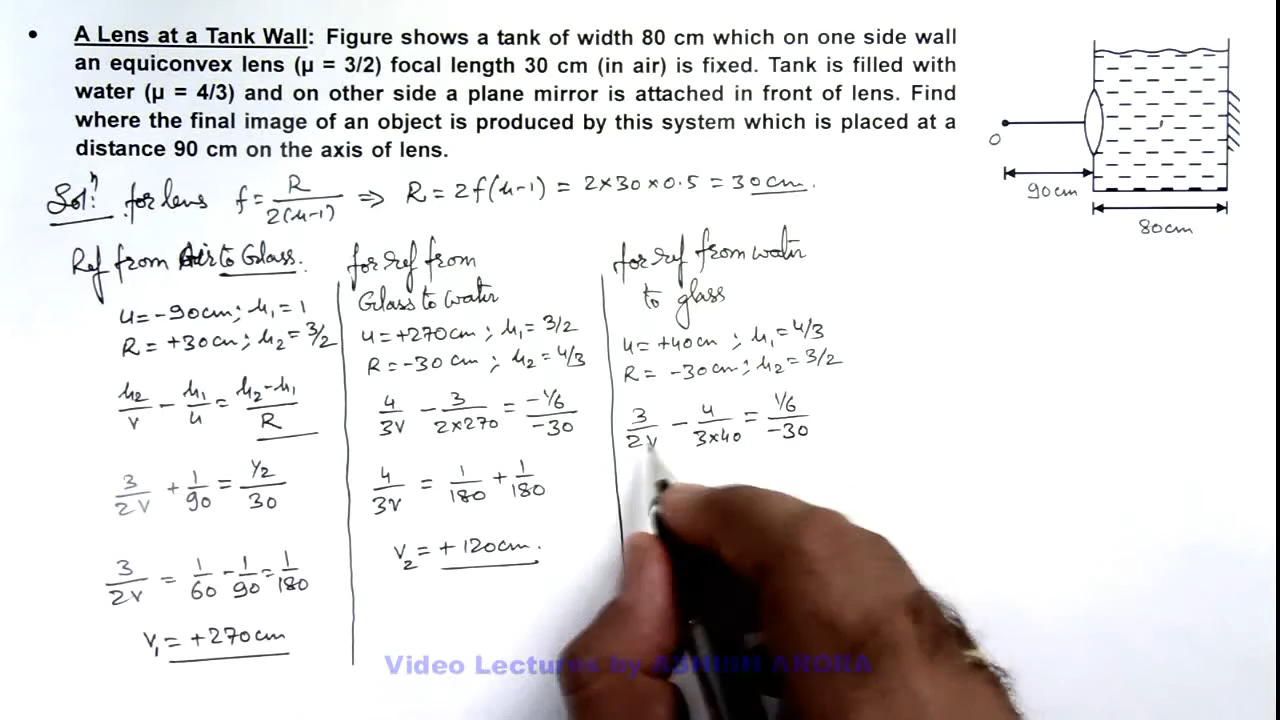 • A Lens at a Tank Wall: Figure shows a tank of width 80 cm which on one side wall
an equiconvex lens (μ = 3/2) focal length 30 cm (in air) is fixed. Tank is filled with
water (μ = 4/3) and on other side a plane mirror is attached in front of lens. Find
where the final image of an object is produced by this system which is placed at a
distance 90 cm on the axis of lens.
O
90cm
80cm
Solⁿ. for lens f = R/2(μ-1) ⇒ R = 2f(μ-1) = 2×30×0.5 = 30cm.
Ref from Air to Glass.
u = -90cm; μ₁ = 1
R = +30cm; μ₂ = 3/2
μ₂/v - μ₁/u = μ₂-μ₁/R
3/2v + 1/90 = ½/30
3/2v = 1/60 - 1/90 = 1/180
v₁ = +270cm
for ref from
Glass to water
u = +270cm; μ₁ = 3/2
R = -30cm; μ₂ = 4/3
4/3v - 3/2×270 = -1/6/-30
4/3v = 1/180 + 1/180
v₂ = +120cm.
for ref from water
to glass
u = +40cm; μ₁ = 4/3
R = -30cm; μ₂ = 3/2
3/2v - 4/3×40 = 1/6/-30